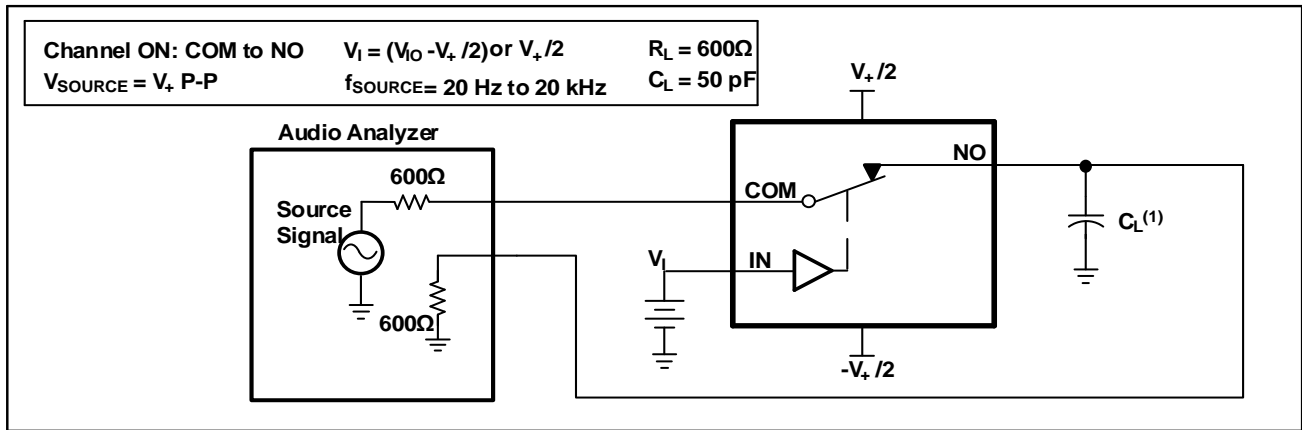 Channel ON: COM to NO V_I = (V_IO -V_+ /2) or V_+ /2 R_L = 600Ω
V_SOURCE = V_+ P-P f_SOURCE = 20 Hz to 20 kHz C_L = 50 pF
V_+ /2
Audio Analyzer
600Ω
NO
COM
Source
Signal
C_L^(1)
V_I
IN
600Ω
-V_+ /2